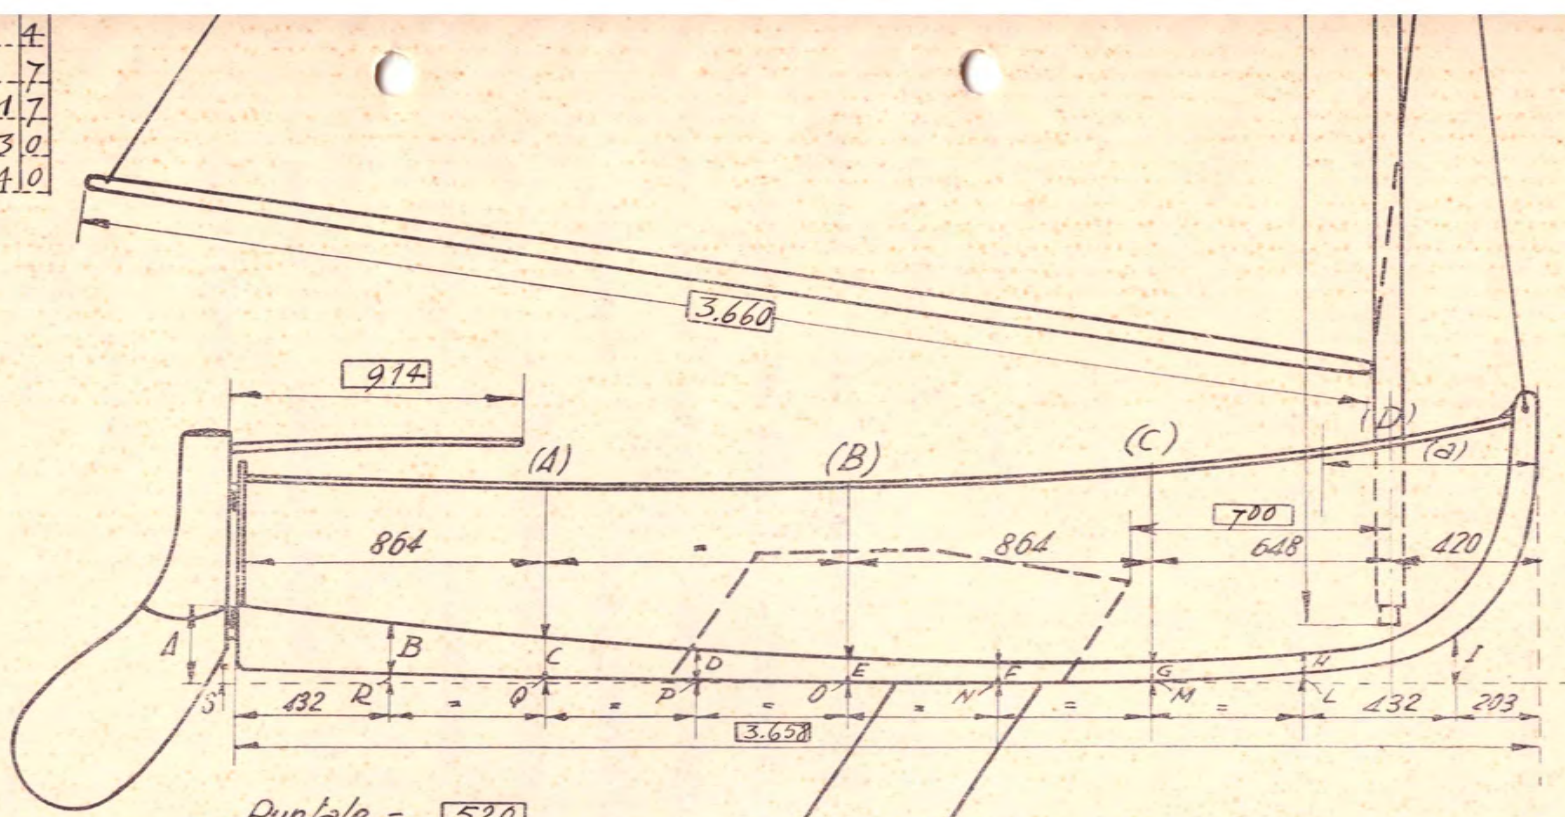 4
7
17
30
40
3.660
914
(A)
(B)
(C)
(D)
(a)
700
864
=
864
648
420
A
B
C
D
E
F
G
H
I
S
R
Q
P
O
N
M
L
432
=
=
=
=
=
=
432
203
3.658
Puntale = 520